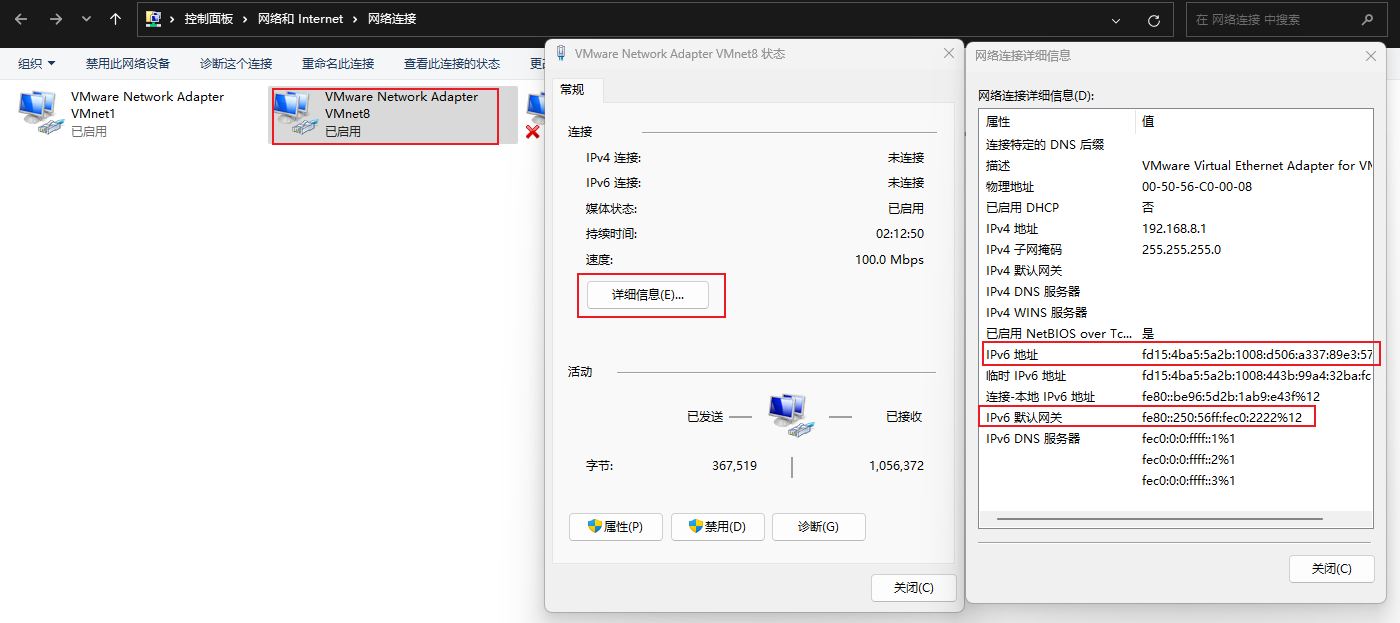 控制面板 › 网络和 Internet › 网络连接
在 网络连接 中搜索
组织 禁用此网络设备 诊断这个连接 重命名此连接 查看此连接的状态
VMware Network Adapter
VMnet1
已启用
VMware Network Adapter
VMnet8
已启用
VMware Network Adapter VMnet8 状态
常规
连接
IPv4 连接: 未连接
IPv6 连接: 未连接
媒体状态: 已启用
持续时间: 02:12:50
速度: 100.0 Mbps
详细信息(E)...
活动
已发送 已接收
字节: 367,519 1,056,372
属性(P) 禁用(D) 诊断(G)
关闭(C)
网络连接详细信息
网络连接详细信息(D):
属性 值
连接特定的 DNS 后缀
描述 VMware Virtual Ethernet Adapter for
物理地址 00-50-56-C0-00-08
已启用 DHCP 否
IPv4 地址 192.168.8.1
IPv4 子网掩码 255.255.255.0
IPv4 默认网关
IPv4 DNS 服务器
IPv4 WINS 服务器
已启用 NetBIOS over Tc... 是
IPv6 地址 fd15:4ba5:5a2b:1008:d506:a337:89e3:57
临时 IPv6 地址 fd15:4ba5:5a2b:1008:443b:99a4:32ba:fc
连接-本地 IPv6 地址 fe80::be96:5d2b:1ab9:e43f%12
IPv6 默认网关 fe80::250:56ff:fec0:2222%12
IPv6 DNS 服务器 fec0:0:0:ffff::1%1
fec0:0:0:ffff::2%1
fec0:0:0:ffff::3%1
关闭(C)